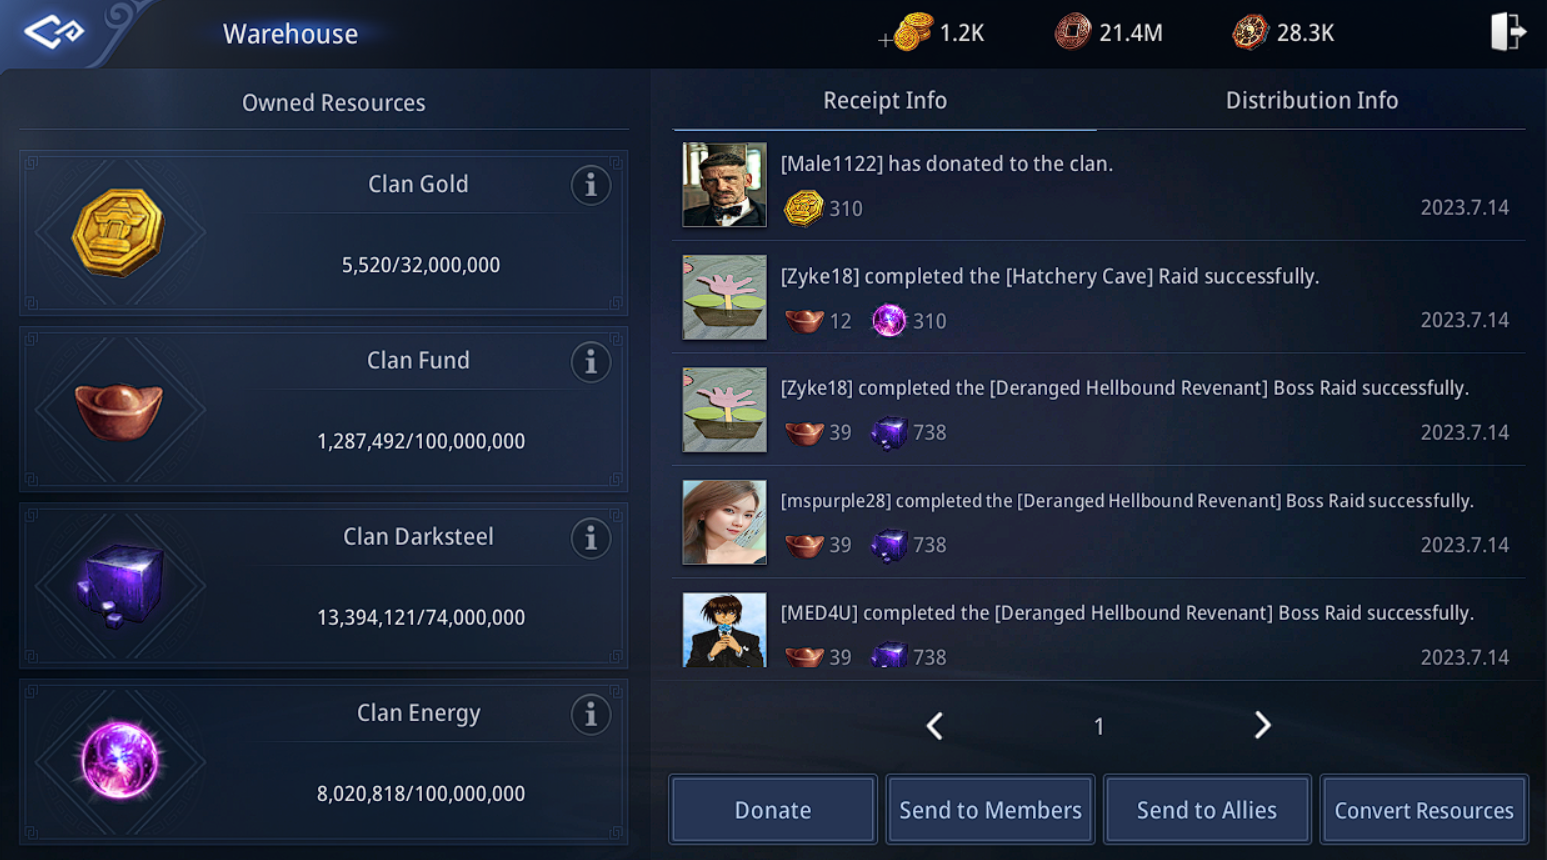 Warehouse
1.2K
21.4M
28.3K
Owned Resources
Clan Gold
5,520/32,000,000
Clan Fund
1,287,492/100,000,000
Clan Darksteel
13,394,121/74,000,000
Clan Energy
8,020,818/100,000,000
Receipt Info
Distribution Info
[Male1122] has donated to the clan.
310
2023.7.14
[Zyke18] completed the [Hatchery Cave] Raid successfully.
12 310
2023.7.14
[Zyke18] completed the [Deranged Hellbound Revenant] Boss Raid successfully.
39 738
2023.7.14
[mspurple28] completed the [Deranged Hellbound Revenant] Boss Raid successfully.
39 738
2023.7.14
[MED4U] completed the [Deranged Hellbound Revenant] Boss Raid successfully.
39 738
2023.7.14
1
Donate
Send to Members
Send to Allies
Convert Resources